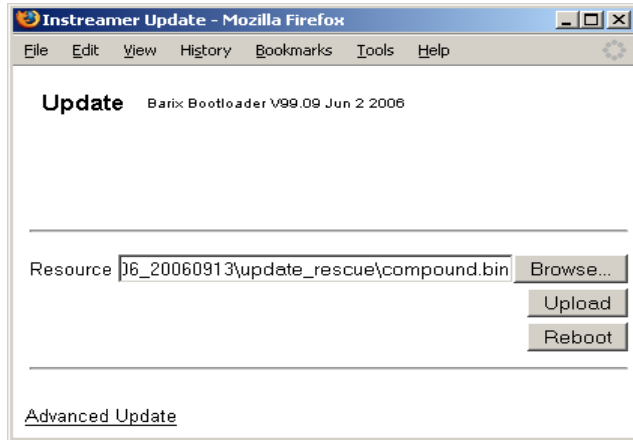 Instreamer Update - Mozilla Firefox
File Edit View History Bookmarks Tools Help
Update Barix Bootloader V99.09 Jun 2 2006
Resource 06_20060913\update_rescue\compound.bin Browse...
Upload
Reboot
Advanced Update